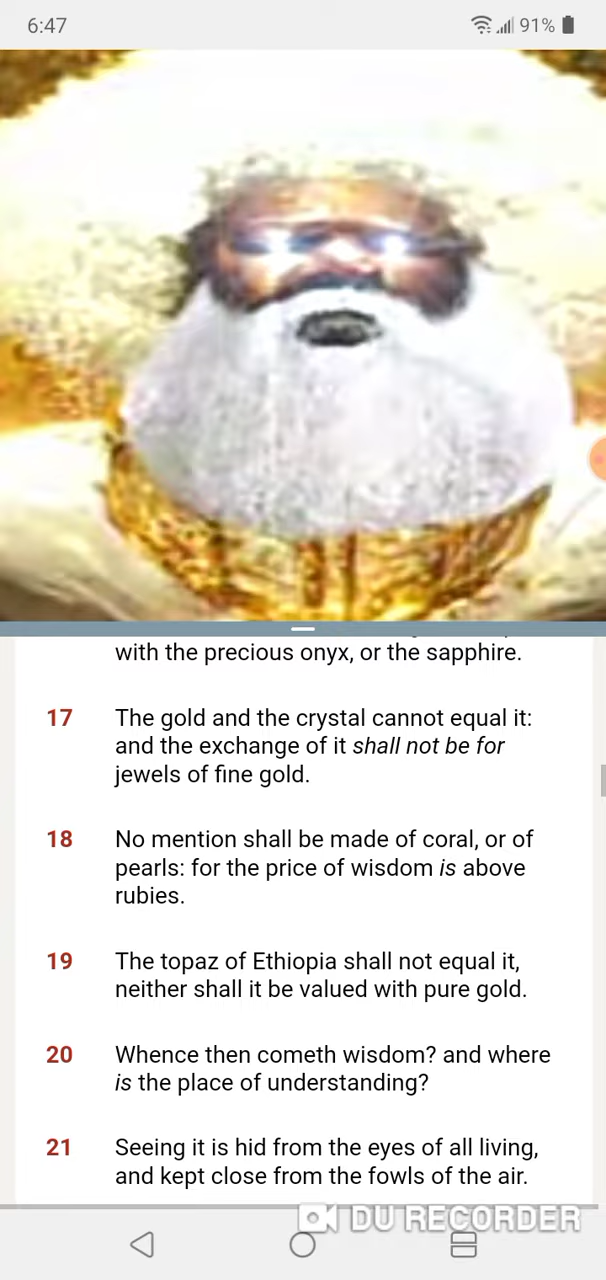 6:47
91%
with the precious onyx, or the sapphire.
17 The gold and the crystal cannot equal it:
and the exchange of it shall not be for
jewels of fine gold.
18 No mention shall be made of coral, or of
pearls: for the price of wisdom is above
rubies.
19 The topaz of Ethiopia shall not equal it,
neither shall it be valued with pure gold.
20 Whence then cometh wisdom? and where
is the place of understanding?
21 Seeing it is hid from the eyes of all living,
and kept close from the fowls of the air.
DU RECORDER